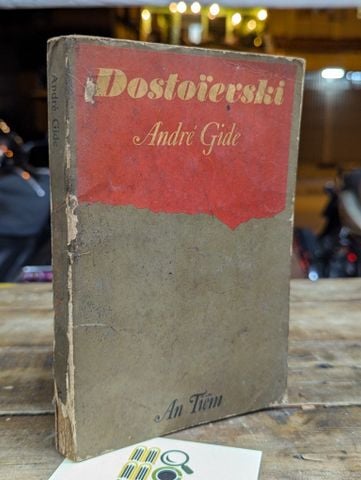 Dostoïevski
André Gide
An Tiêm
André Gide